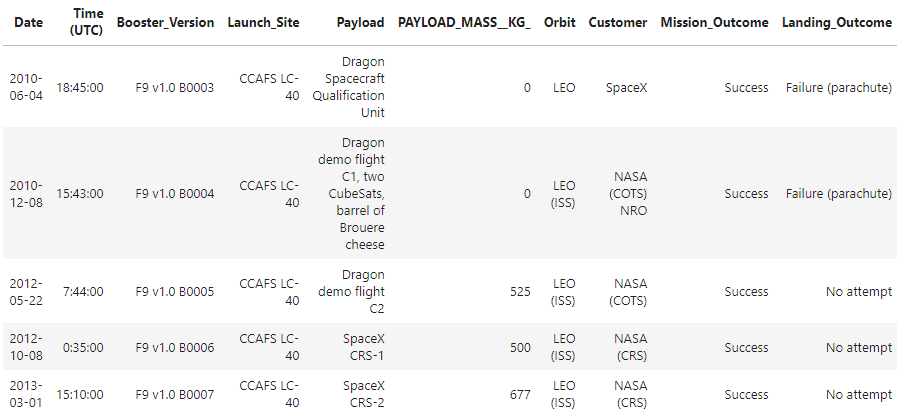 Date Time (UTC) Booster_Version Launch_Site Payload PAYLOAD_MASS__KG_ Orbit Customer Mission_Outcome Landing_Outcome
2010-06-04 18:45:00 F9 v1.0 B0003 CCAFS LC-40 Dragon Spacecraft Qualification Unit 0 LEO SpaceX Success Failure (parachute)
2010-12-08 15:43:00 F9 v1.0 B0004 CCAFS LC-40 Dragon demo flight C1, two CubeSats, barrel of Brouere cheese 0 LEO (ISS) NASA (COTS) NRO Success Failure (parachute)
2012-05-22 7:44:00 F9 v1.0 B0005 CCAFS LC-40 Dragon demo flight C2 525 LEO (ISS) NASA (COTS) Success No attempt
2012-10-08 0:35:00 F9 v1.0 B0006 CCAFS LC-40 SpaceX CRS-1 500 LEO (ISS) NASA (CRS) Success No attempt
2013-03-01 15:10:00 F9 v1.0 B0007 CCAFS LC-40 SpaceX CRS-2 677 LEO (ISS) NASA (CRS) Success No attempt